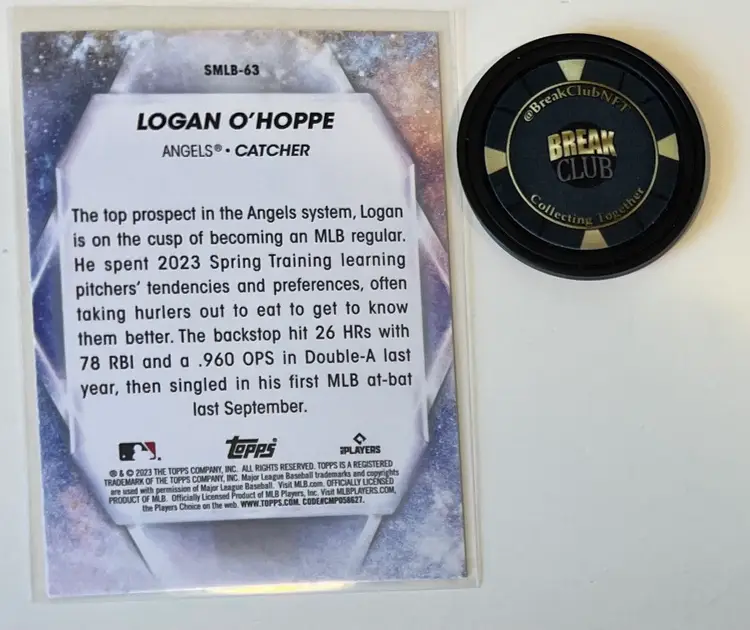 SMLB-63
LOGAN O'HOPPE
ANGELS® • CATCHER
The top prospect in the Angels system, Logan
is on the cusp of becoming an MLB regular.
He spent 2023 Spring Training learning
pitchers' tendencies and preferences, often
taking hurlers out to eat to get to know
them better. The backstop hit 26 HRs with
78 RBI and a .960 OPS in Double-A last
year, then singled in his first MLB at-bat
last September.
topps®
PLAYERS
® & © 2023 THE TOPPS COMPANY, INC. ALL RIGHTS RESERVED. TOPPS IS A REGISTERED
TRADEMARK OF THE TOPPS COMPANY, INC. Major League Baseball trademarks and copyrights
are used with permission of Major League Baseball. Visit MLB.com. OFFICIALLY LICENSED
PRODUCT OF MLB. Officially Licensed Product of MLB Players, Inc. Visit MLBPLAYERS.COM,
the Players Choice on the web. WWW.TOPPS.COM. CODE#CMP058627.
@BreakClubNFT
BREAK
CLUB
Collecting Together